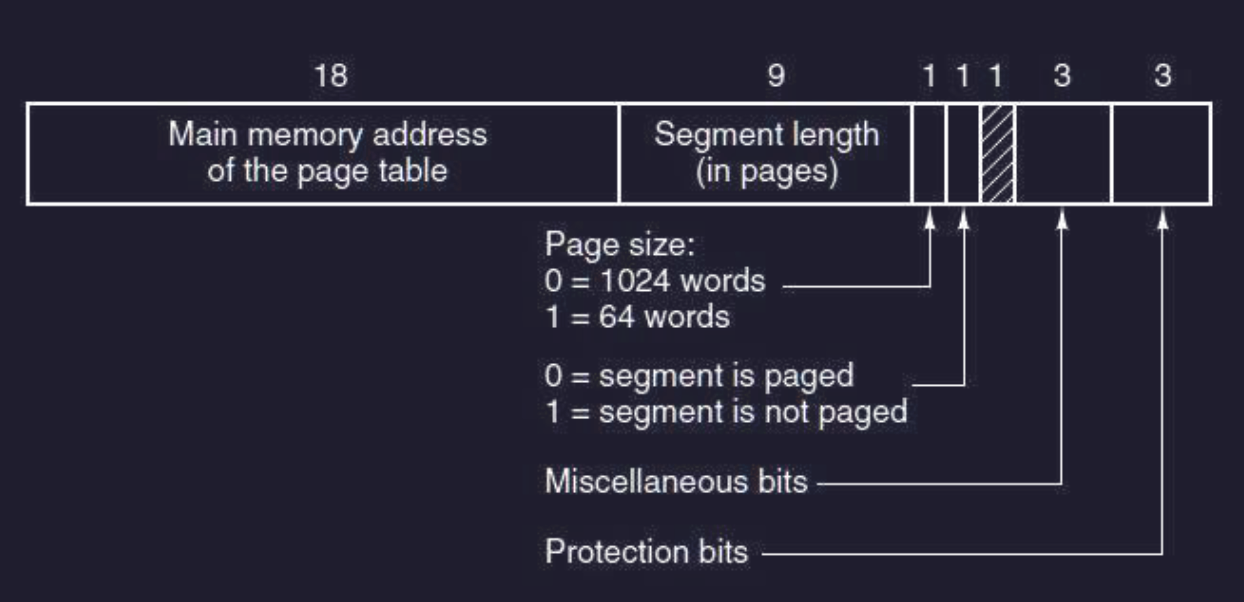 18 9 1 1 1 3 3
Main memory address
of the page table
Segment length
(in pages)
Page size:
0 = 1024 words
1 = 64 words
0 = segment is paged
1 = segment is not paged
Miscellaneous bits
Protection bits